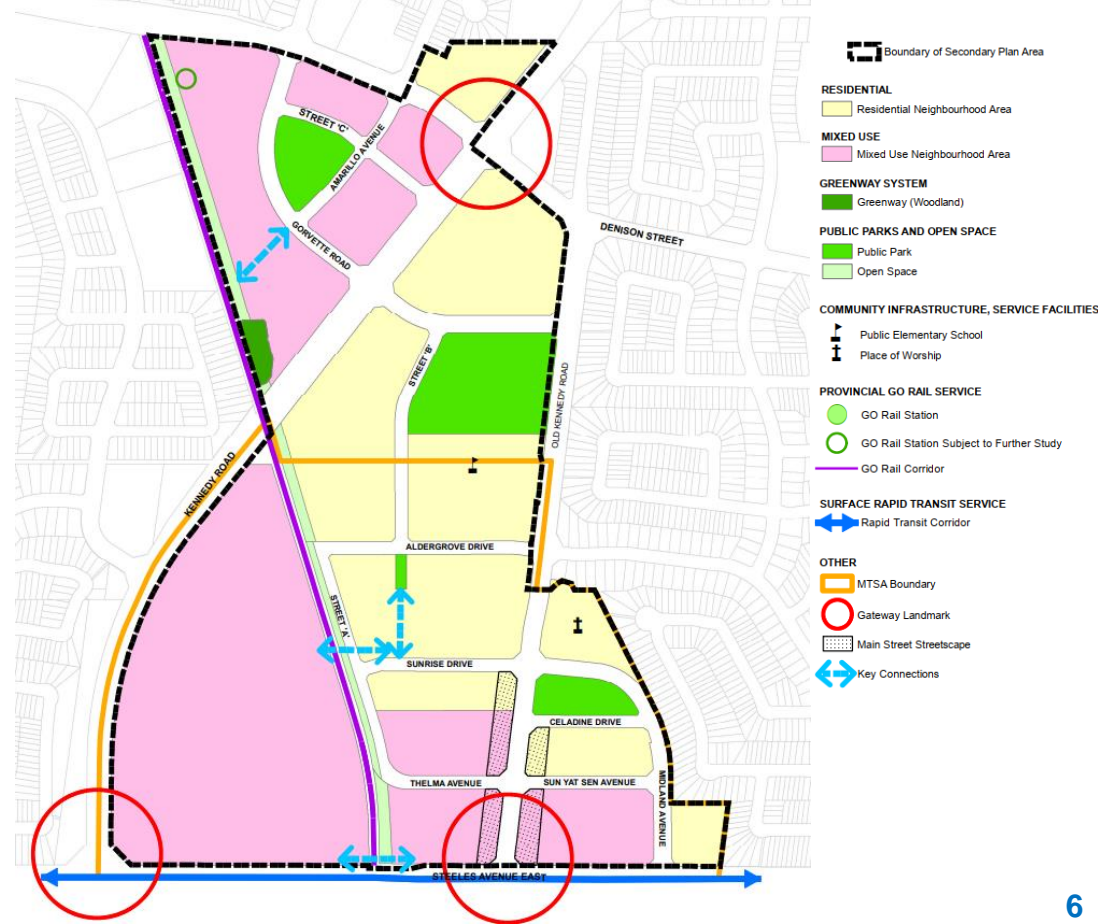 STREET 'C'
AMARILLO AVENUE
GORVETTE ROAD
DENISON STREET
STREET 'B'
OLD KENNEDY ROAD
KENNEDY ROAD
ALDERGROVE DRIVE
STREET 'A'
SUNRISE DRIVE
CELADINE DRIVE
THELMA AVENUE
SUN YAT SEN AVENUE
MIDLAND AVENUE
STEELES AVENUE EAST
Boundary of Secondary Plan Area
RESIDENTIAL
Residential Neighbourhood Area
MIXED USE
Mixed Use Neighbourhood Area
GREENWAY SYSTEM
Greenway (Woodland)
PUBLIC PARKS AND OPEN SPACE
Public Park
Open Space
COMMUNITY INFRASTRUCTURE, SERVICE FACILITIES
Public Elementary School
Place of Worship
PROVINCIAL GO RAIL SERVICE
GO Rail Station
GO Rail Station Subject to Further Study
GO Rail Corridor
SURFACE RAPID TRANSIT SERVICE
Rapid Transit Corridor
OTHER
MTSA Boundary
Gateway Landmark
Main Street Streetscape
Key Connections
6